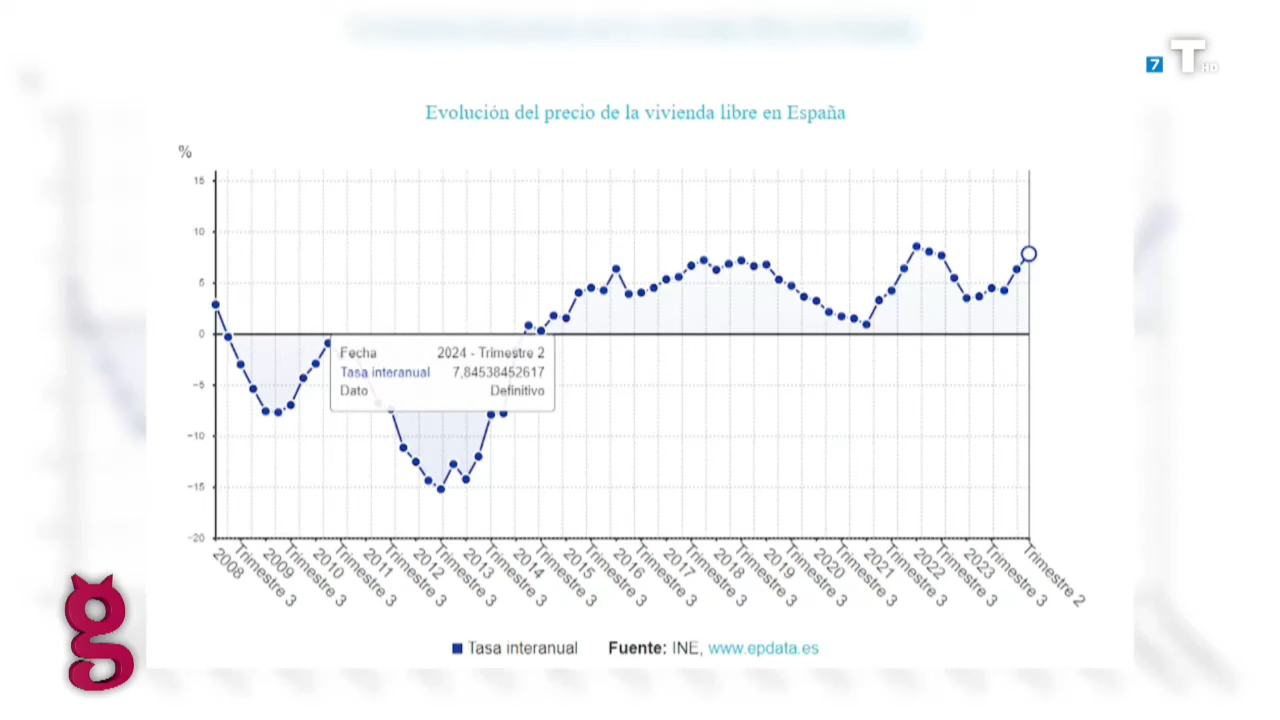 7 T HD
Evolución del precio de la vivienda libre en España
%
15
10
5
0
−5
−10
−15
−20
Fecha 2024 - Trimestre 2
Tasa interanual 7,84538452617
Dato Definitivo
2008 Trimestre 3 2009 Trimestre 3 2010 Trimestre 3 2011 Trimestre 3 2012 Trimestre 3 2013 Trimestre 3 2014 Trimestre 3 2015 Trimestre 3 2016 Trimestre 3 2017 Trimestre 3 2018 Trimestre 3 2019 Trimestre 3 2020 Trimestre 3 2021 Trimestre 3 2022 Trimestre 3 2023 Trimestre 3 Trimestre 2
g
Tasa interanual Fuente: INE, www.epdata.es